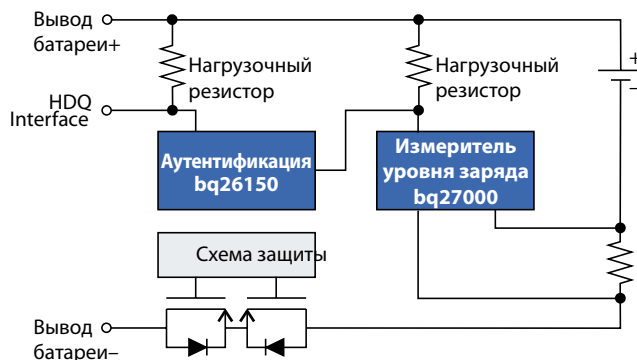 Вывод
батареи+
Нагрузочный
резистор
Нагрузочный
резистор
+
–
HDQ
Interface
Аутентификация
bq26150
Измеритель
уровня заряда
bq27000
Схема защиты
Вывод
батареи–